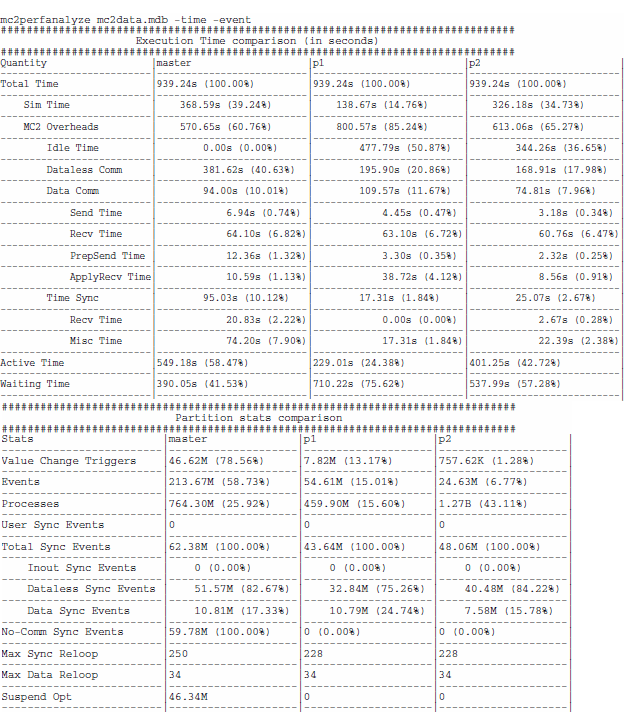 mc2perfanalyze mc2data.mdb -time -event
################################################################################
Execution Time comparison (in seconds)
################################################################################
Quantity |master |p1 |p2
Total Time |939.24s (100.00%) |939.24s (100.00%) |939.24s (100.00%)
Sim Time | 368.59s (39.24%) | 138.67s (14.76%) | 326.18s (34.73%)
MC2 Overheads | 570.65s (60.76%) | 800.57s (85.24%) | 613.06s (65.27%)
Idle Time | 0.00s (0.00%) | 477.79s (50.87%) | 344.26s (36.65%)
Dataless Comm | 381.62s (40.63%) | 195.90s (20.86%) | 168.91s (17.98%)
Data Comm | 94.00s (10.01%) | 109.57s (11.67%) | 74.81s (7.96%)
Send Time | 6.94s (0.74%) | 4.45s (0.47%) | 3.18s (0.34%)
Recv Time | 64.10s (6.82%) | 63.10s (6.72%) | 60.76s (6.47%)
PrepSend Time | 12.36s (1.32%) | 3.30s (0.35%) | 2.32s (0.25%)
ApplyRecv Time | 10.59s (1.13%) | 38.72s (4.12%) | 8.56s (0.91%)
Time Sync | 95.03s (10.12%) | 17.31s (1.84%) | 25.07s (2.67%)
Recv Time | 20.83s (2.22%) | 0.00s (0.00%) | 2.67s (0.28%)
Misc Time | 74.20s (7.90%) | 17.31s (1.84%) | 22.39s (2.38%)
Active Time |549.18s (58.47%) |229.01s (24.38%) |401.25s (42.72%)
Waiting Time |390.05s (41.53%) |710.22s (75.62%) |537.99s (57.28%)
################################################################################
Partition stats comparison
################################################################################
Stats |master |p1 |p2
Value Change Triggers |46.62M (78.56%) |7.82M (13.17%) |757.62K (1.28%)
Events |213.67M (58.73%) |54.61M (15.01%) |24.63M (6.77%)
Processes |764.30M (25.92%) |459.90M (15.60%) |1.27B (43.11%)
User Sync Events |0 |0 |0
Total Sync Events |62.38M (100.00%) |43.64M (100.00%) |48.06M (100.00%)
Inout Sync Events | 0 (0.00%) | 0 (0.00%) | 0 (0.00%)
Dataless Sync Events | 51.57M (82.67%) | 32.84M (75.26%) | 40.48M (84.22%)
Data Sync Events | 10.81M (17.33%) | 10.79M (24.74%) | 7.58M (15.78%)
No-Comm Sync Events |59.78M (100.00%) |0 (0.00%) |0 (0.00%)
Max Sync Reloop |250 |228 |228
Max Data Reloop |34 |34 |34
Suspend Opt |46.34M |0 |0